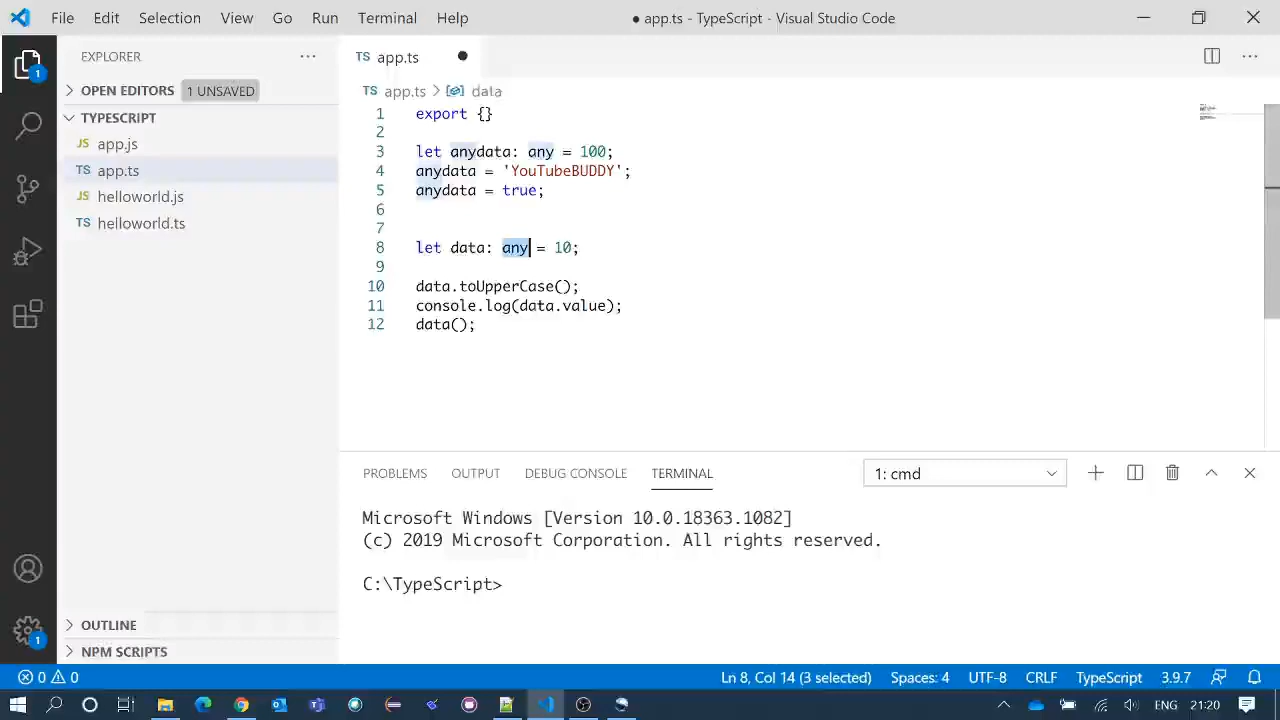 File Edit Selection View Go Run Terminal Help ● app.ts - TypeScript - Visual Studio Code
EXPLORER ···
TS app.ts ●
OPEN EDITORS 1 UNSAVED
TS app.ts > data
TYPESCRIPT
JS app.js
TS app.ts
JS helloworld.js
TS helloworld.ts
1 export {}
2
3 let anydata: any = 100;
4 anydata = 'YouTubeBUDDY';
5 anydata = true;
6
7
8 let data: any = 10;
9
10 data.toUpperCase();
11 console.log(data.value);
12 data();
1
PROBLEMS OUTPUT DEBUG CONSOLE TERMINAL 1: cmd
Microsoft Windows [Version 10.0.18363.1082]
(c) 2019 Microsoft Corporation. All rights reserved.
C:\TypeScript>
1
OUTLINE
NPM SCRIPTS
0 0 Ln 8, Col 14 (3 selected) Spaces: 4 UTF-8 CRLF TypeScript 3.9.7
ENG 21:20